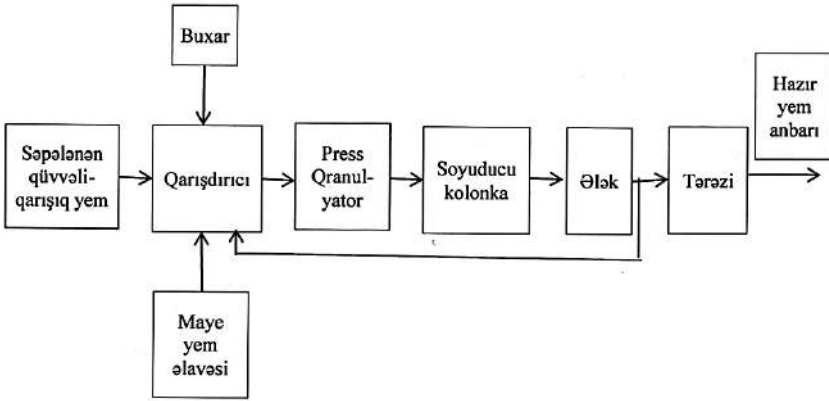 Buxar
Səpələnən
qüvvəli-
qarışıq yem
Qarışdırıcı
Press
Qranul-
yator
Soyuducu
kolonka
Ələk
Tərəzi
Hazır
yem
anbarı
Maye
yem
əlavəsi